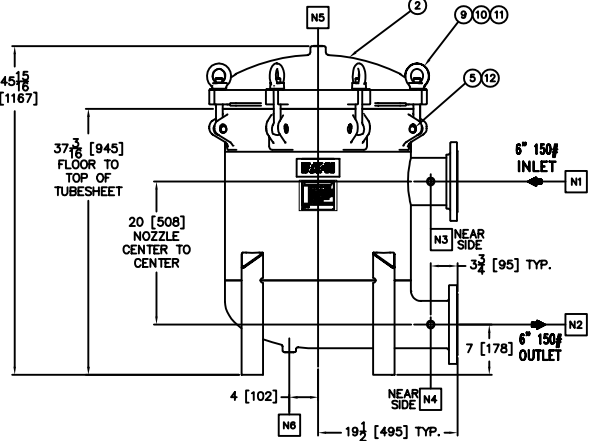 N5
2
9 10 11
45 15/16
[1167]
5 12
37 3/16 [945]
FLOOR TO
TOP OF
TUBESHEET
6" 150#
INLET
N1
20 [508]
NOZZLE
CENTER TO
CENTER
N3 NEAR
SIDE
3 3/4 [95] TYP.
N2
6" 150#
OUTLET
7 [178]
4 [102]
NEAR
SIDE N4
N6
19 1/2 [495] TYP.